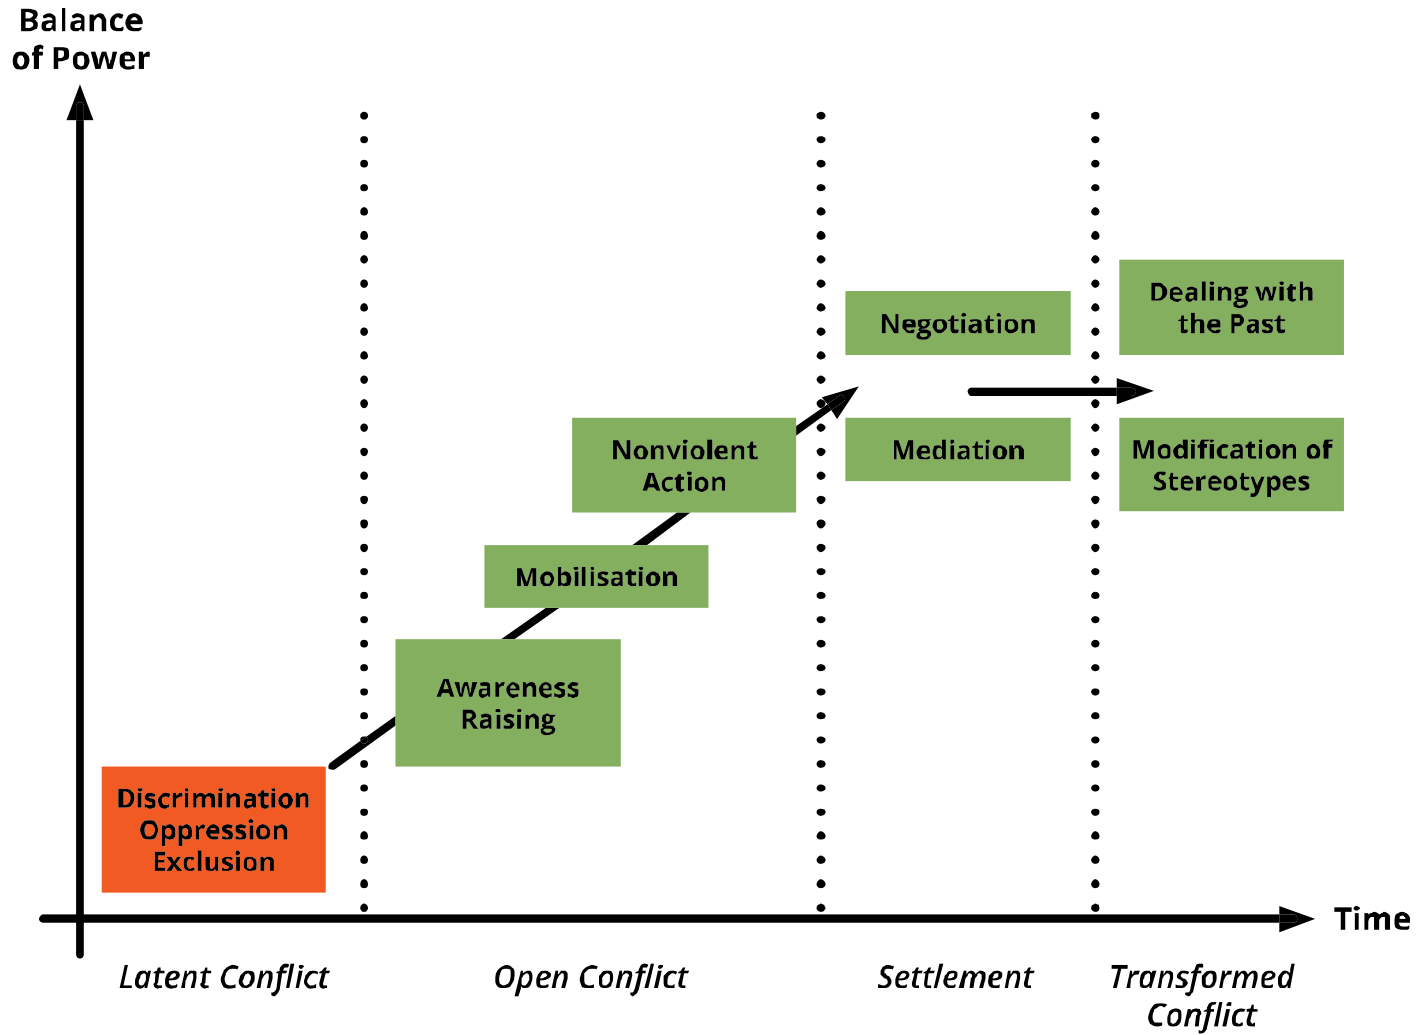 Balance
of Power
Dealing with
the Past
Negotiation
Nonviolent
Action
Mediation
Modification of
Stereotypes
Mobilisation
Awareness
Raising
Discrimination
Oppression
Exclusion
Time
Latent Conflict
Open Conflict
Settlement
Transformed
Conflict